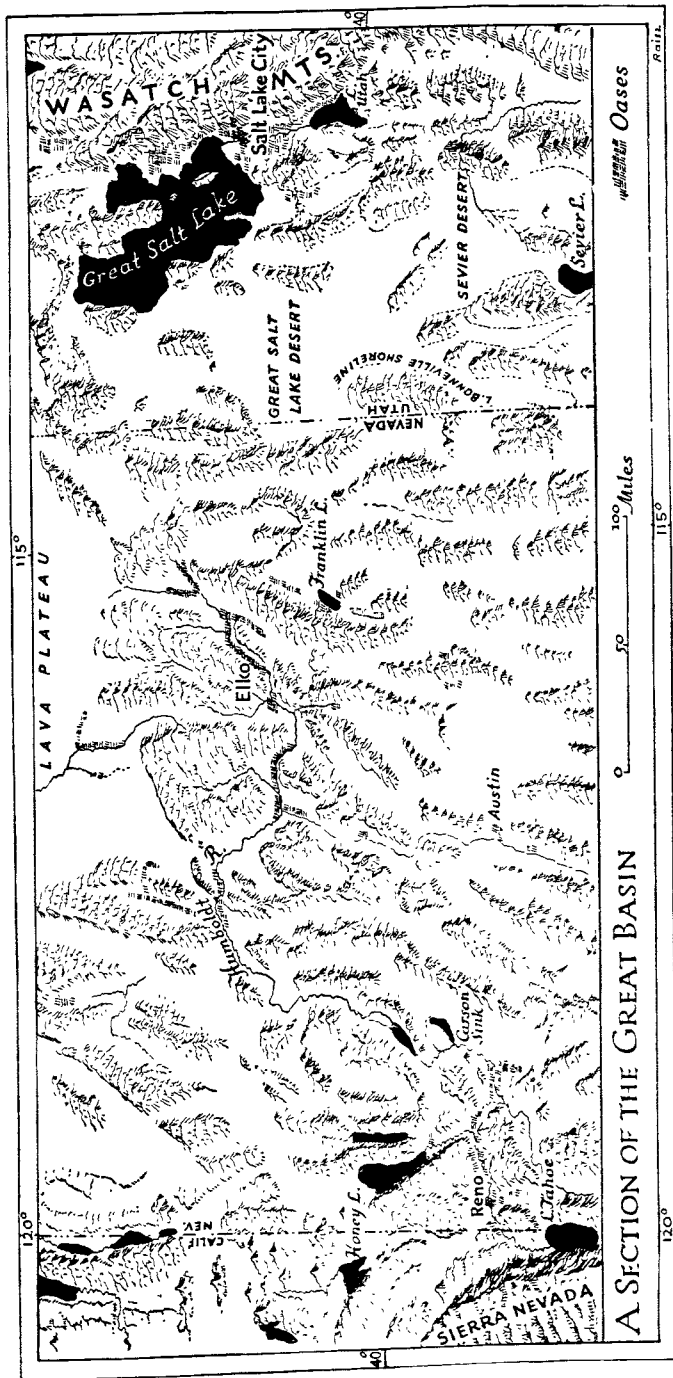 120°
115°
LAVA PLATEAU
WASATCH
MTS.
Great Salt Lake
Salt Lake City
Utah
40
CALIF
NEV.
Humboldt R.
Elko
GREAT SALT
LAKE DESERT
Franklin L.
L. BONNEVILLE SHORELINE
NEVADA
UTAH
SEVIER DESERT
Sevier L.
Honey L.
40
Carson
Sink
Austin
Reno
L. Tahoe
SIERRA NEVADA
A SECTION OF THE GREAT BASIN
0 50 100 Miles
Oases
Raisz
120°
115°